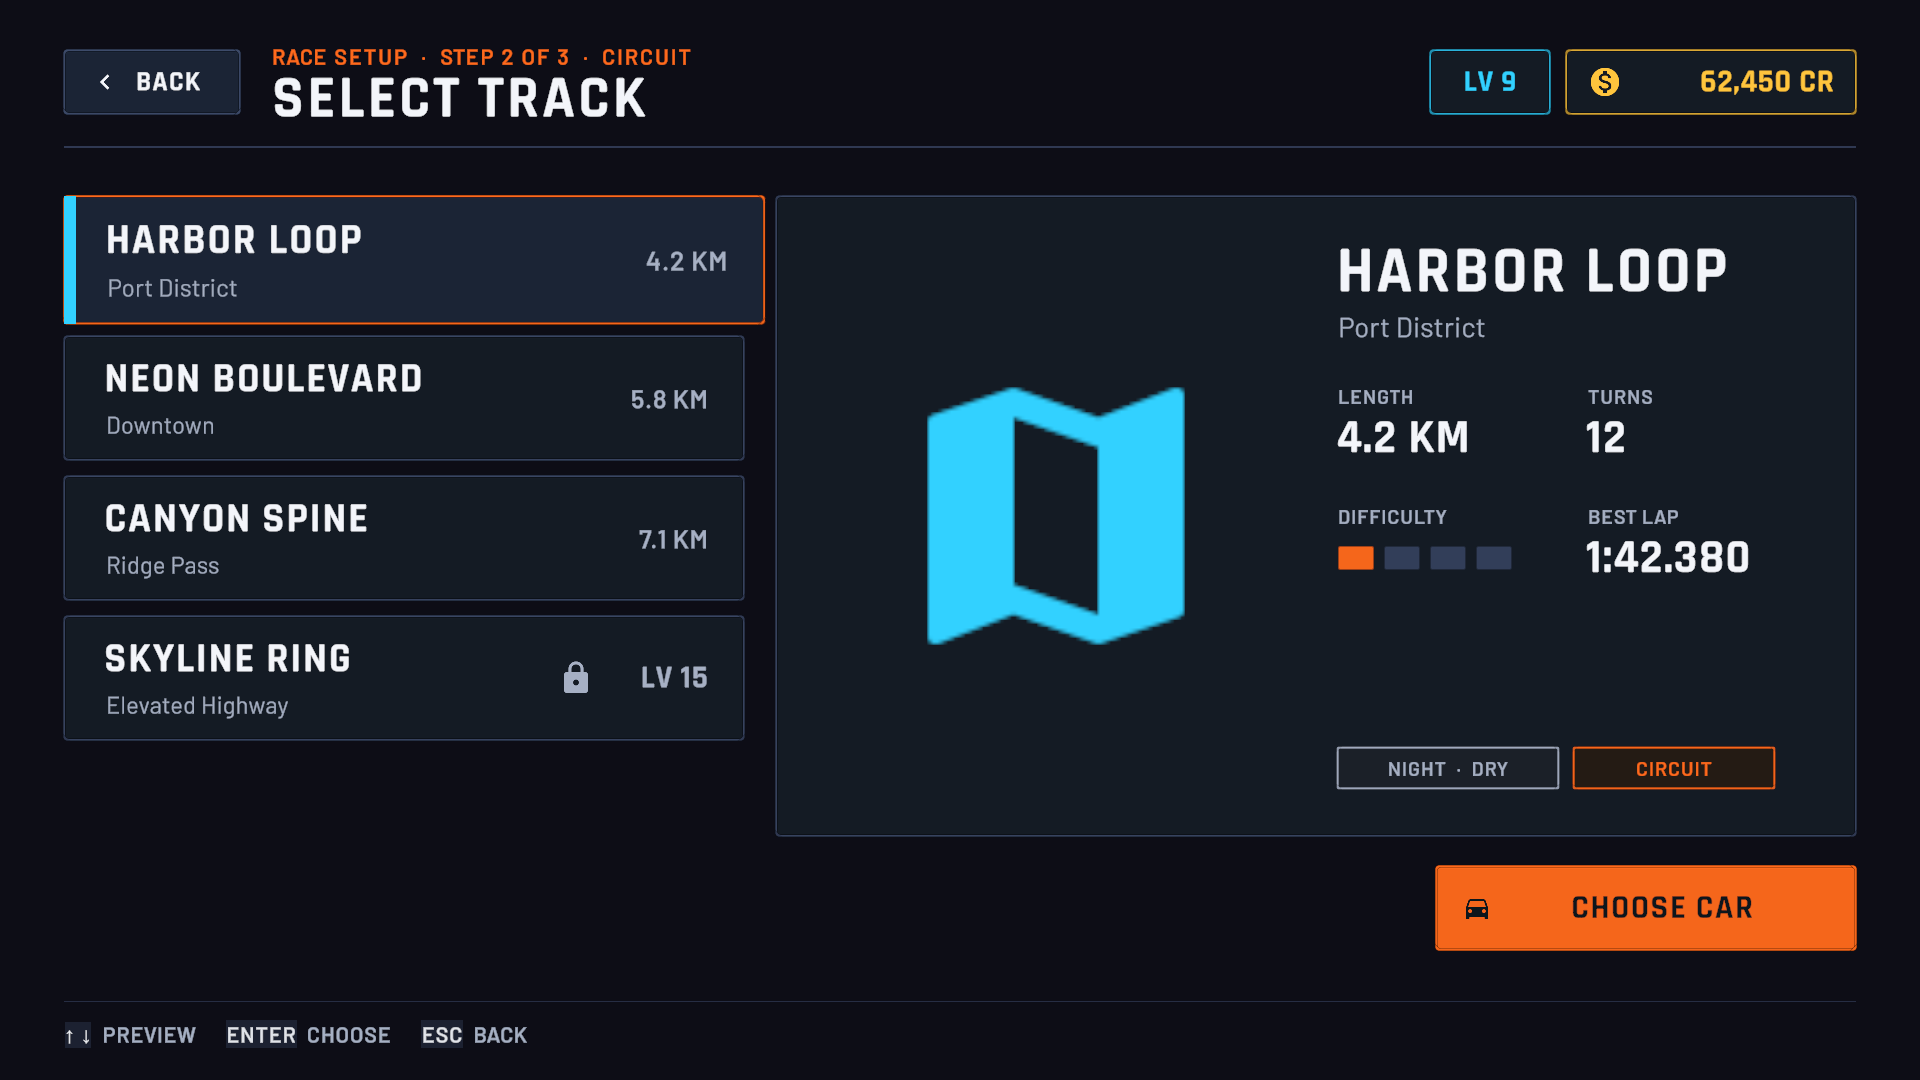 BACK
RACE SETUP · STEP 2 OF 3 · CIRCUIT
SELECT TRACK
LV 9
62,450 CR
HARBOR LOOP
Port District
4.2 KM
NEON BOULEVARD
Downtown
5.8 KM
CANYON SPINE
Ridge Pass
7.1 KM
SKYLINE RING
Elevated Highway
LV 15
HARBOR LOOP
Port District
LENGTH
4.2 KM
TURNS
12
DIFFICULTY
BEST LAP
1:42.380
NIGHT · DRY
CIRCUIT
CHOOSE CAR
↑ ↓ PREVIEW ENTER CHOOSE ESC BACK